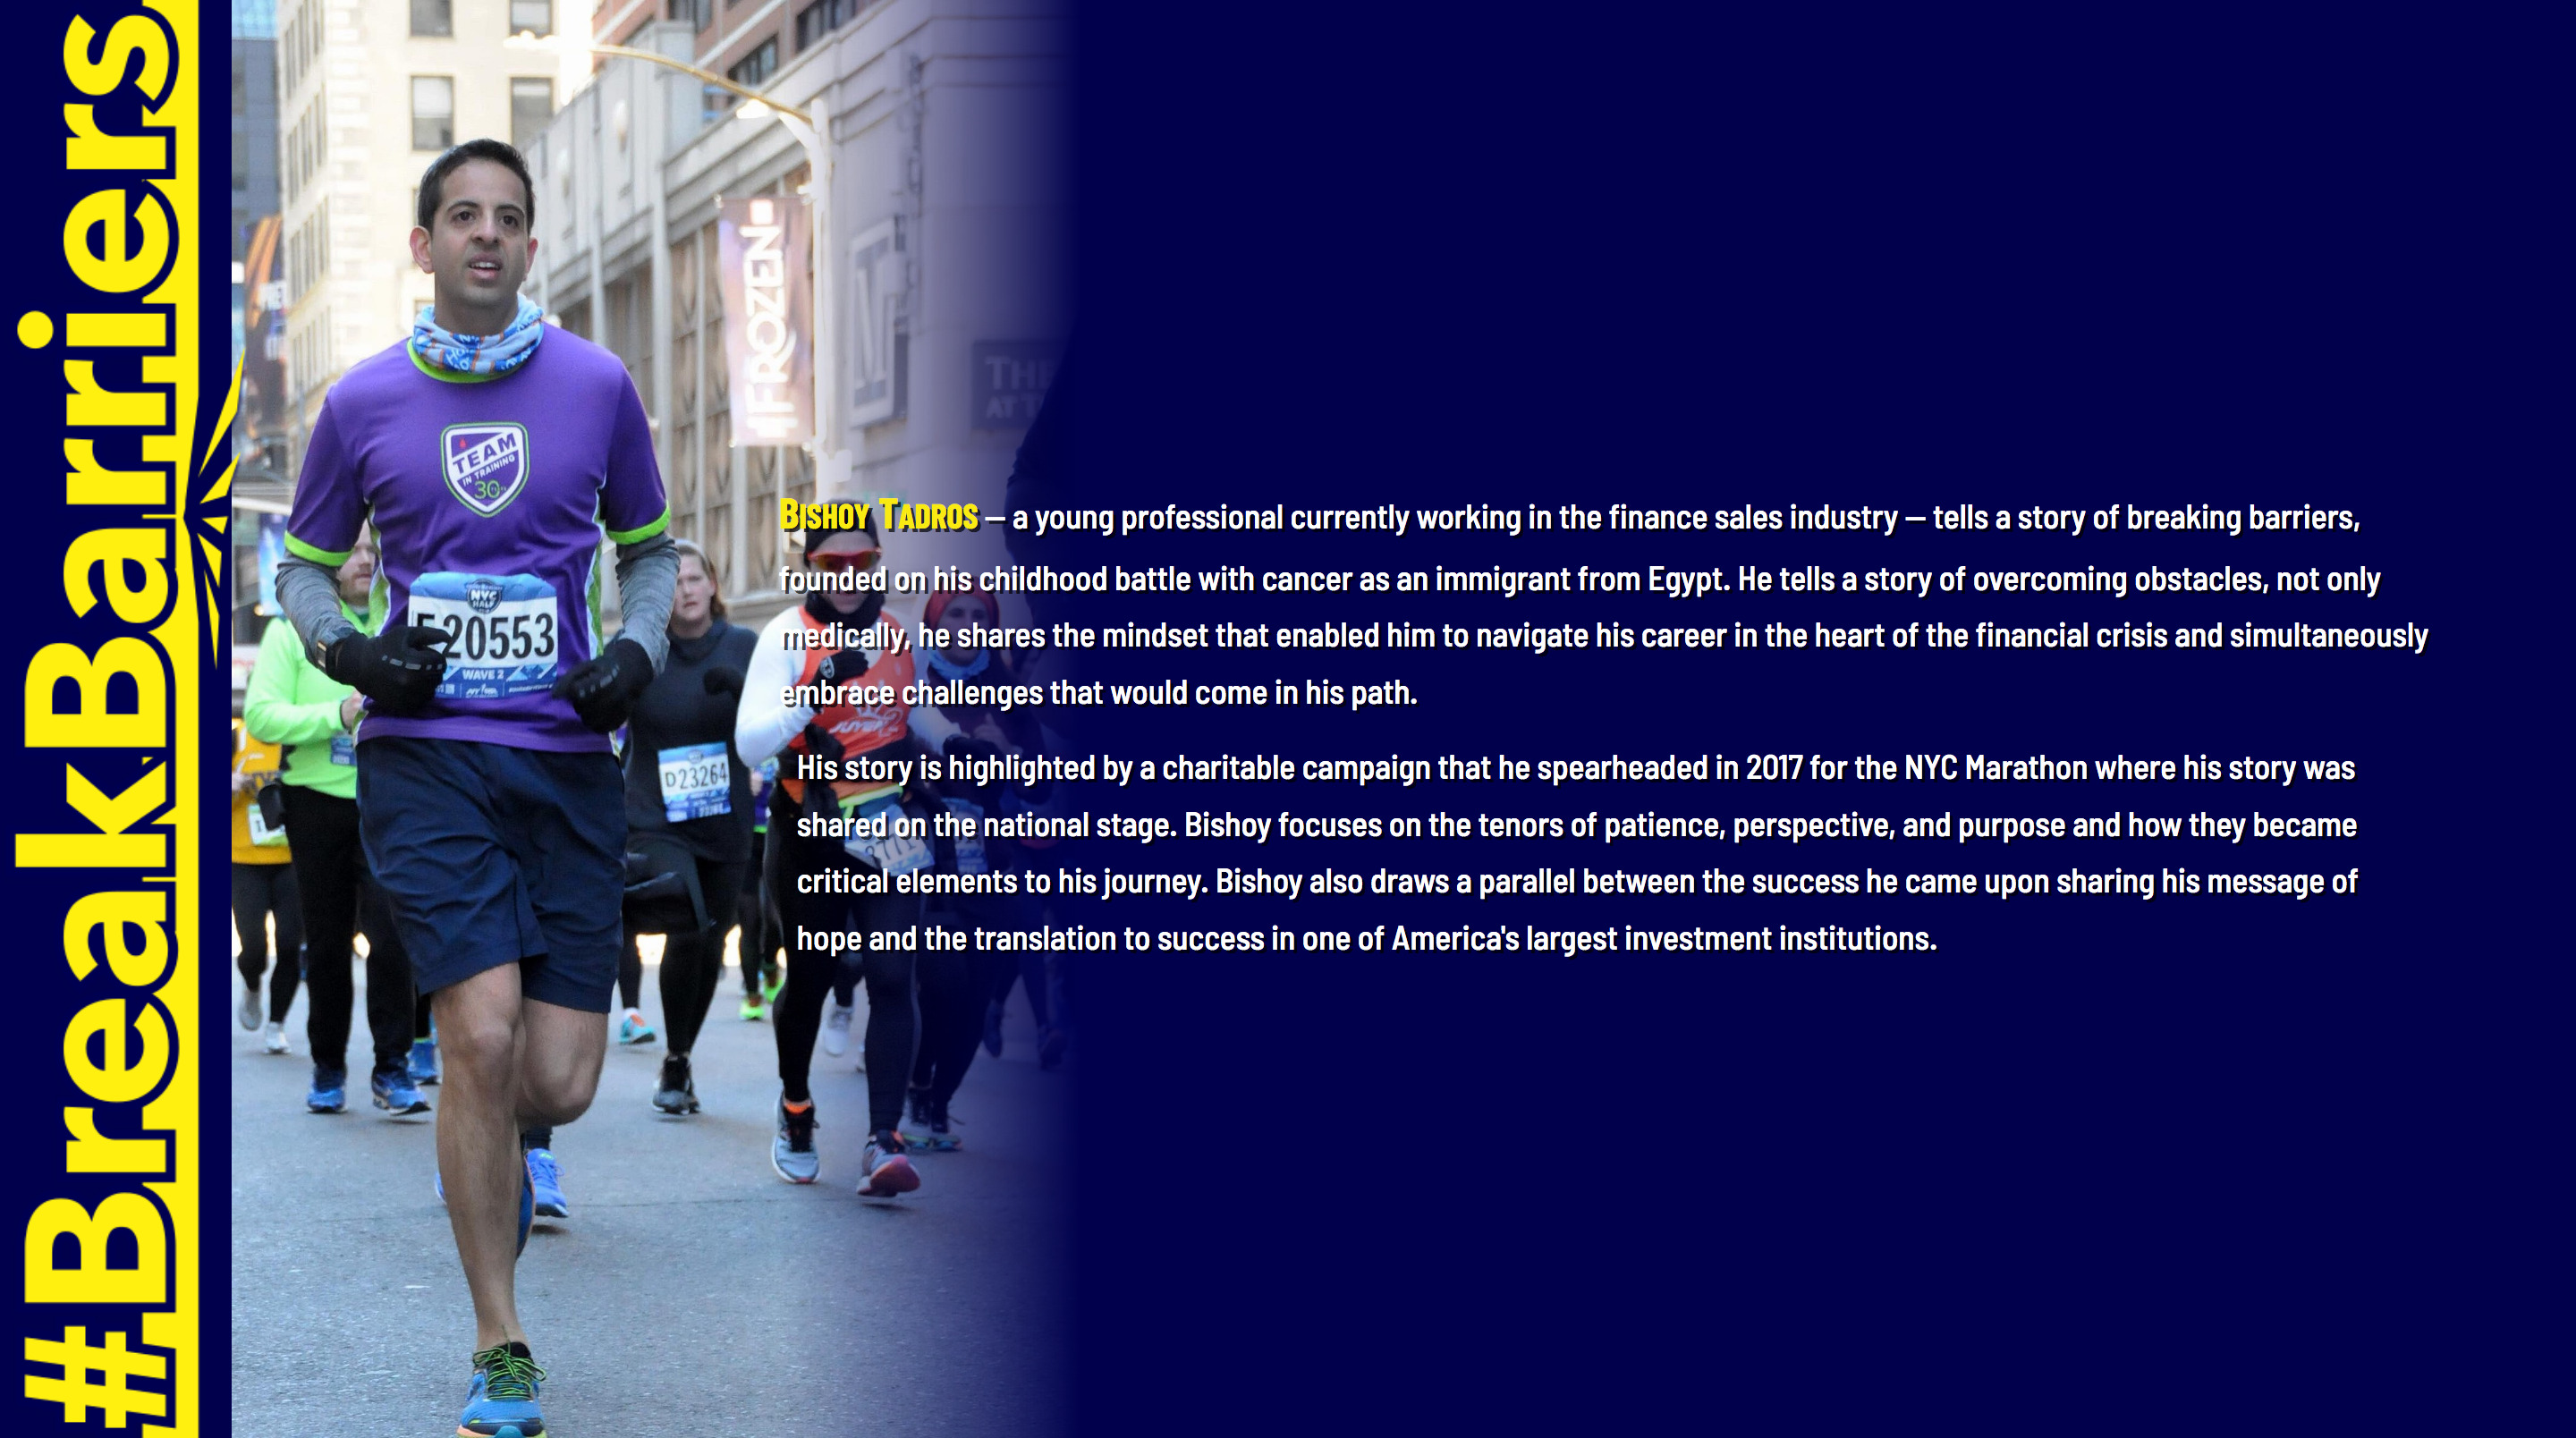 #BreakBarriers
FROZEN
THE
AT T
TEAM
IN TRAINING
30
NYC
HALF
20553
WAVE 2
D23264
Bishoy Tadros – a young professional currently working in the finance sales industry – tells a story of breaking barriers,
founded on his childhood battle with cancer as an immigrant from Egypt. He tells a story of overcoming obstacles, not only
medically, he shares the mindset that enabled him to navigate his career in the heart of the financial crisis and simultaneously
embrace challenges that would come in his path.
His story is highlighted by a charitable campaign that he spearheaded in 2017 for the NYC Marathon where his story was
shared on the national stage. Bishoy focuses on the tenors of patience, perspective, and purpose and how they became
critical elements to his journey. Bishoy also draws a parallel between the success he came upon sharing his message of
hope and the translation to success in one of America's largest investment institutions.